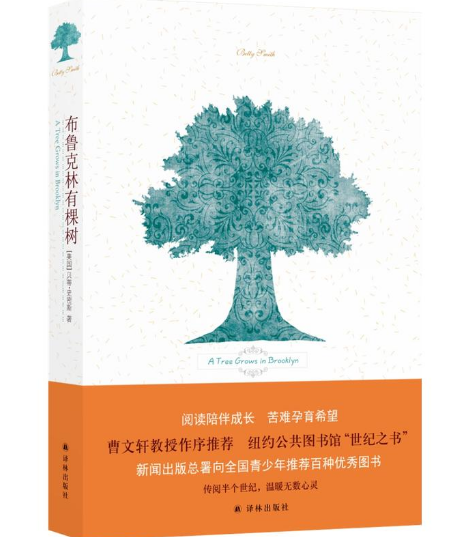 Betty Smith
布鲁克林有棵树
A Tree Grows in Brooklyn
[美国] 贝蒂·史密斯 著
译林出版社
Betty Smith
A Tree Grows in Brooklyn
阅读陪伴成长 苦难孕育希望
曹文轩教授作序推荐 纽约公共图书馆“世纪之书”
新闻出版总署向全国青少年推荐百种优秀图书
传阅半个世纪，温暖无数心灵
译林出版社